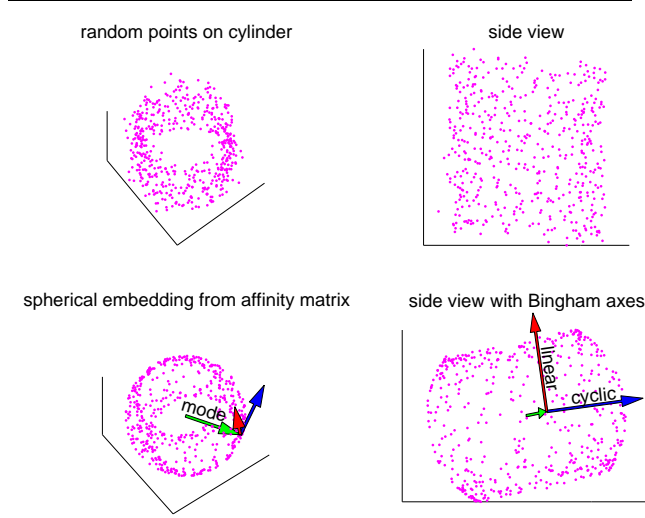 random points on cylinder
side view
spherical embedding from affinity matrix
side view with Bingham axes
mode
linear
cyclic